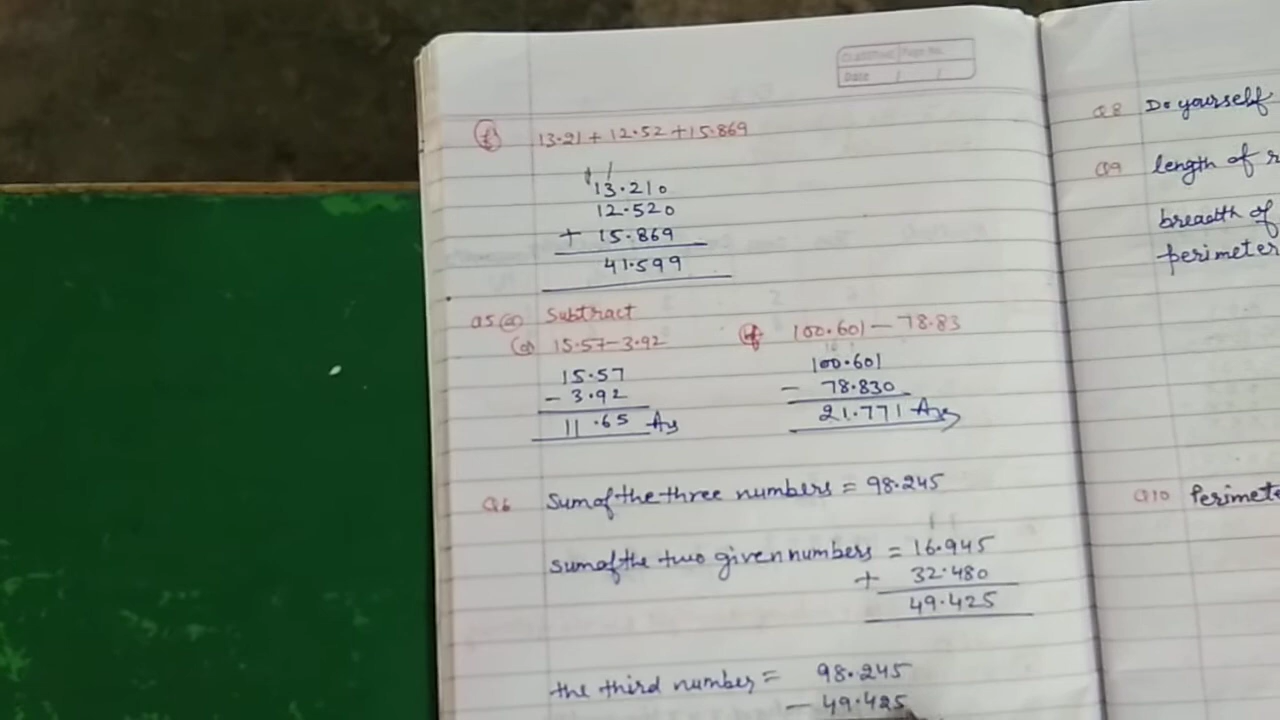 Page No.
Date / /
(f) 13.21 + 12.52 + 15.869
13.210
12.520
+ 15.869
41.599
Q5 (a) Subtract
(a) 15.57-3.92
15.57
- 3.92
11.65 Ans
(f) 100.601 - 78.83
100.601
- 78.830
21.771 Ans
Q6 Sum of the three numbers = 98.245
sum of the two given numbers = 16.945
+ 32.480
49.425
the third number = 98.245
- 49.425
Q8 Do yourself
Q9 length of
breadth of
perimeter
Q10 Perimete